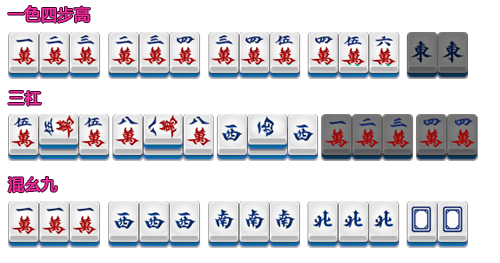 一色四步高
一萬 二萬 三萬 二萬 三萬 四萬 三萬 四萬 伍萬 四萬 伍萬 六萬 東 東
三杠
伍萬 伍萬 伍萬 八萬 八萬 八萬 西 西 西 一萬 二萬 三萬 四萬 四萬
混幺九
一萬 一萬 一萬 西 西 西 南 南 南 北 北 北